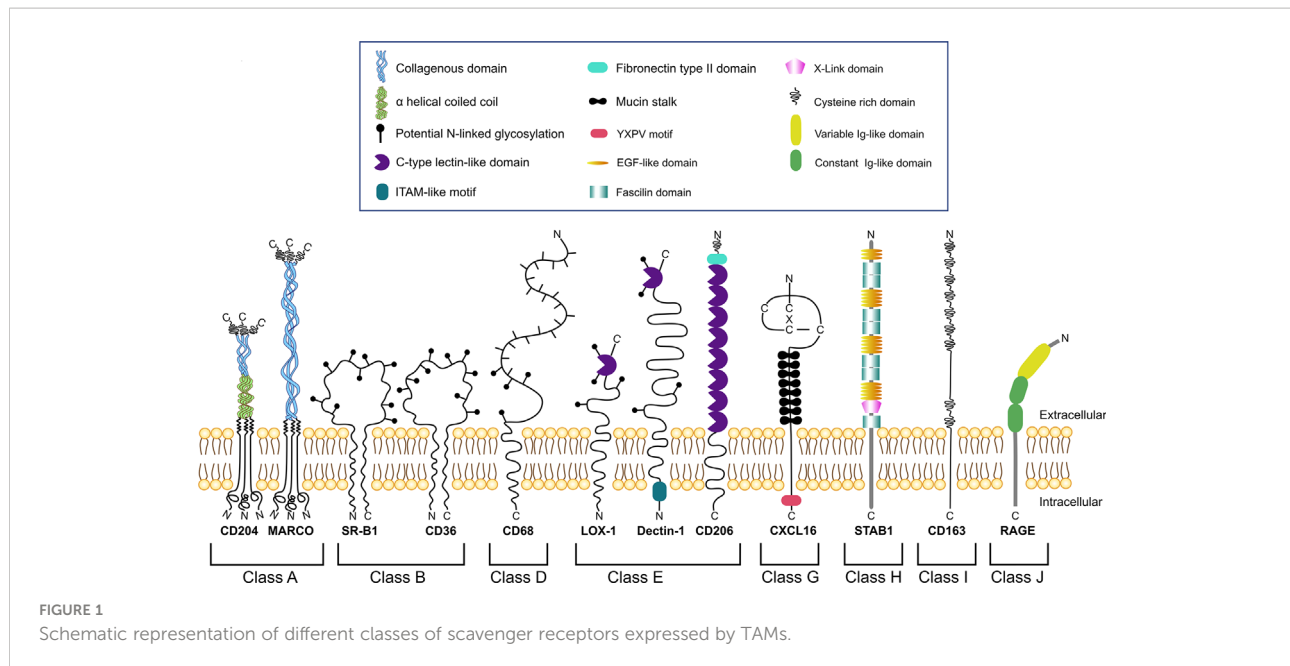 Collagenous domain
α helical coiled coil
Potential N-linked glycosylation
C-type lectin-like domain
ITAM-like motif
Fibronectin type II domain
Mucin stalk
YXPV motif
EGF-like domain
Fascilin domain
X-Link domain
Cysteine rich domain
Variable Ig-like domain
Constant Ig-like domain
N N N N
C C C
C C C
N
C
C
N
C
C X C
C
N
Extracellular
Intracellular
N N N N N N N C N C C N N C C C C C
CD204 MARCO SR-B1 CD36 CD68 LOX-1 Dectin-1 CD206 CXCL16 STAB1 CD163 RAGE
Class A Class B Class D Class E Class G Class H Class I Class J
FIGURE 1
Schematic representation of different classes of scavenger receptors expressed by TAMs.